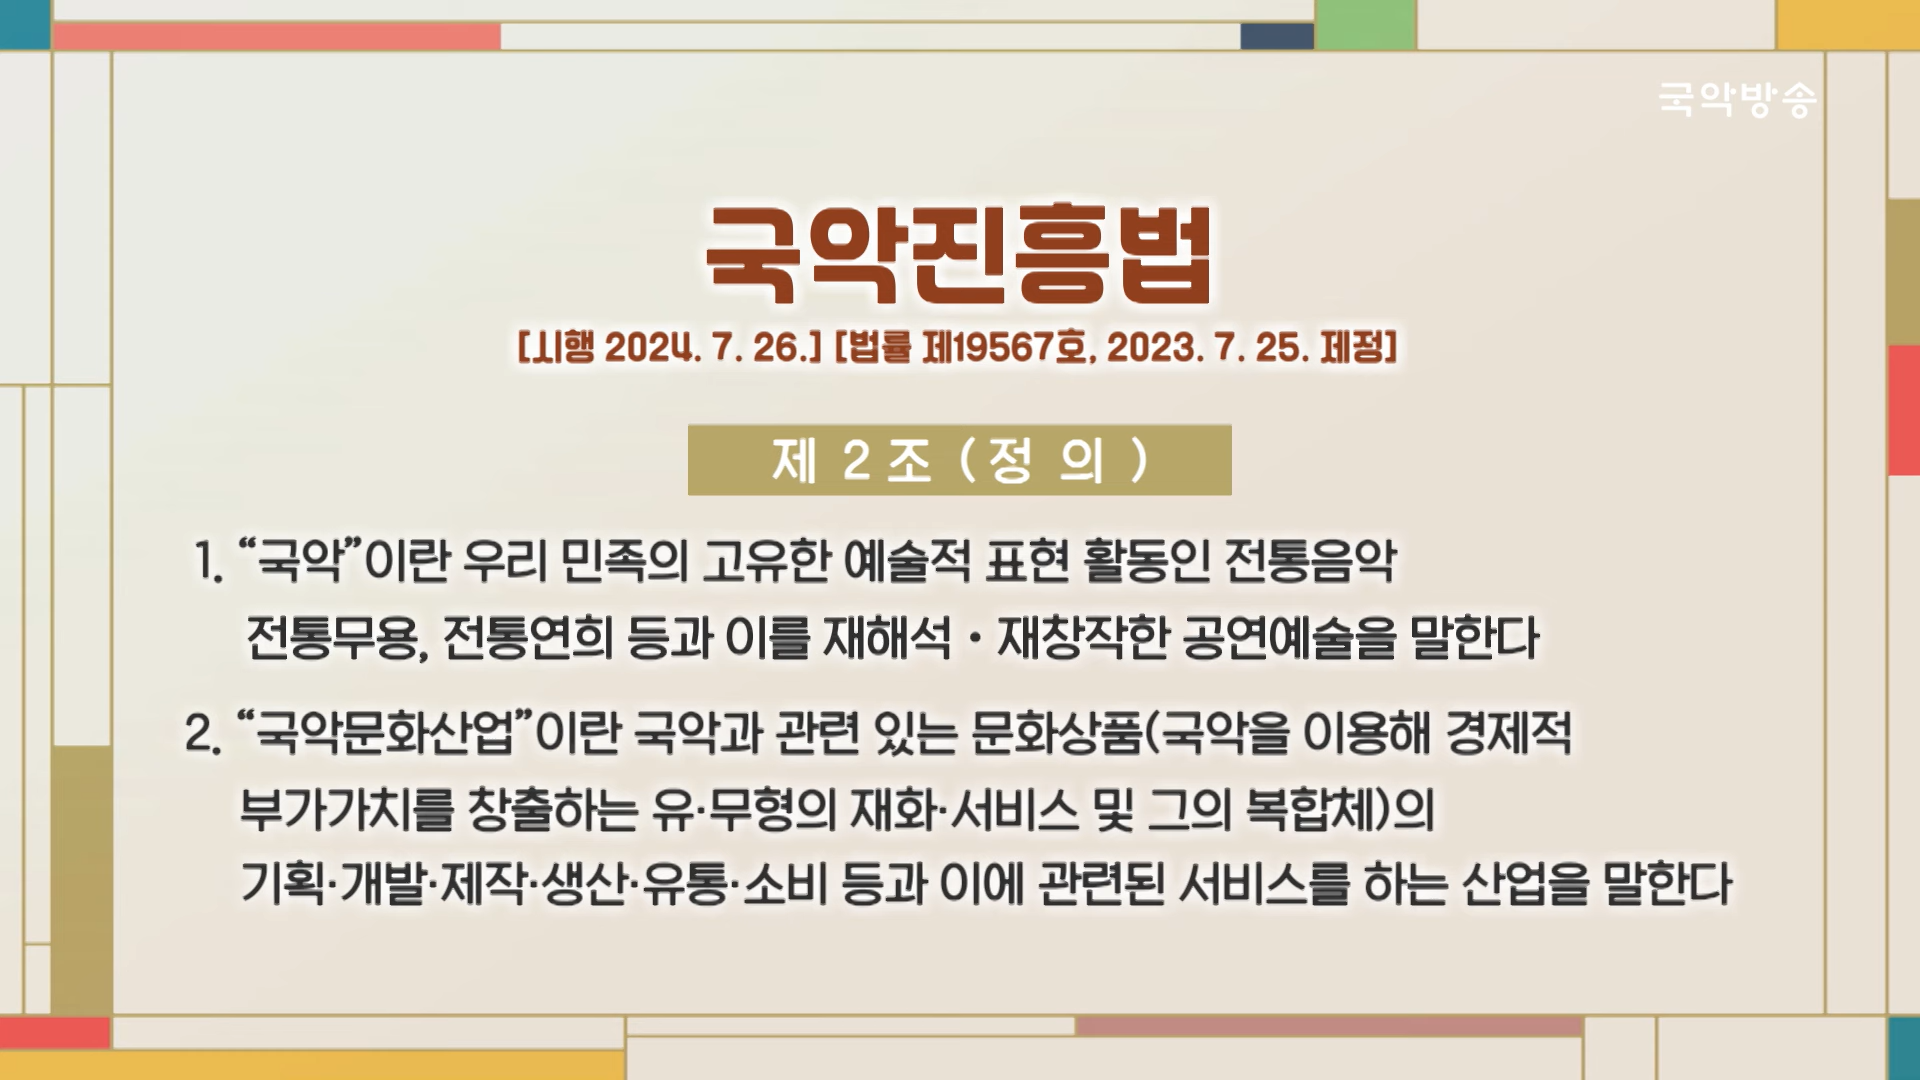 국악방송
국악진흥법
[시행 2024. 7. 26.] [법률 제19567호, 2023. 7. 25. 제정]
제 2 조 ( 정 의 )
1. “국악”이란 우리 민족의 고유한 예술적 표현 활동인 전통음악
전통무용, 전통연희 등과 이를 재해석・재창작한 공연예술을 말한다
2. “국악문화산업”이란 국악과 관련 있는 문화상품(국악을 이용해 경제적
부가가치를 창출하는 유·무형의 재화·서비스 및 그의 복합체)의
기획·개발·제작·생산·유통·소비 등과 이에 관련된 서비스를 하는 산업을 말한다